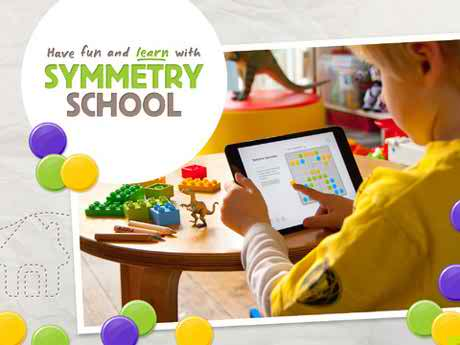 Have fun and learn with
SYMMETRY
SCHOOL